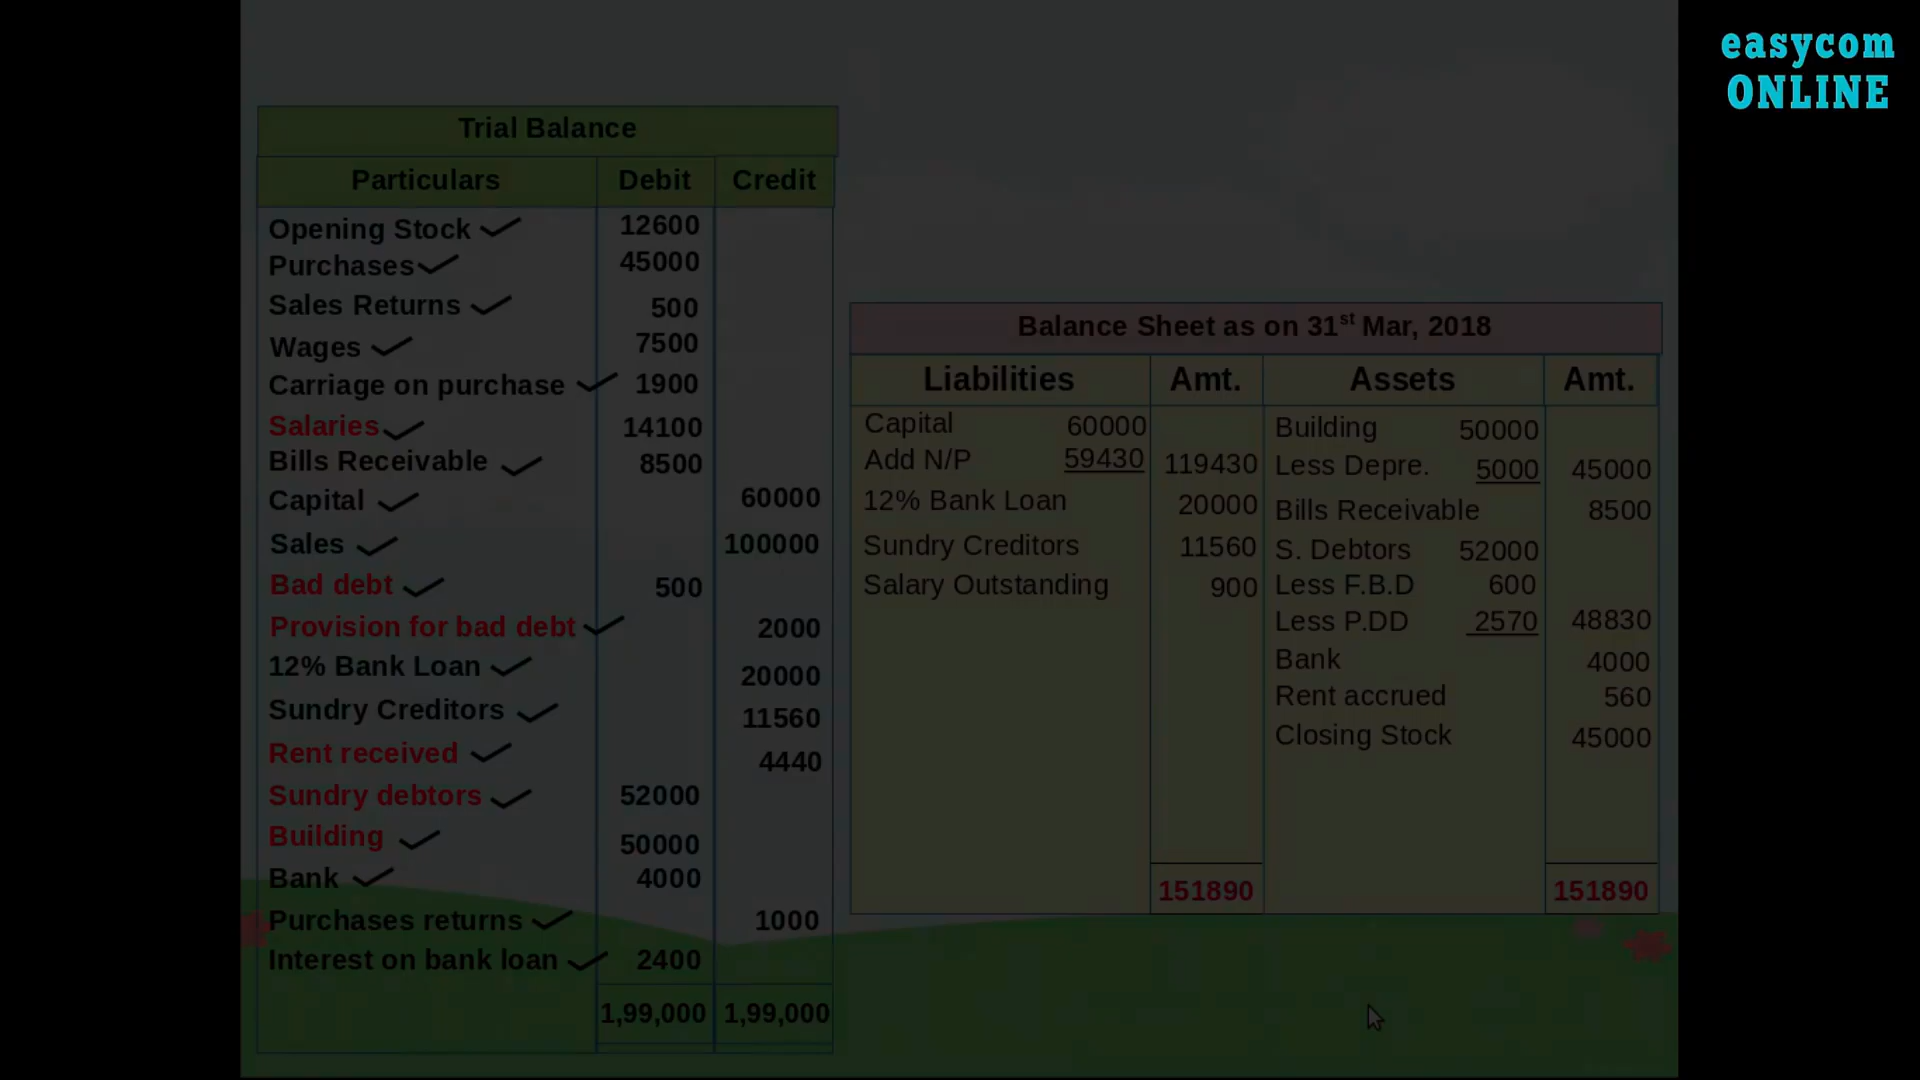 easycom
ONLINE
Trial Balance
Particulars Debit Credit
Opening Stock 12600
Purchases 45000
Sales Returns 500
Wages 7500
Carriage on purchase 1900
Salaries 14100
Bills Receivable 8500
Capital 60000
Sales 100000
Bad debt 500
Provision for bad debt 2000
12% Bank Loan 20000
Sundry Creditors 11560
Rent received 4440
Sundry debtors 52000
Building 50000
Bank 4000
Purchases returns 1000
Interest on bank loan 2400
1,99,000 1,99,000
Balance Sheet as on 31st Mar, 2018
Liabilities Amt. Assets Amt.
Capital 60000 Building 50000
Add N/P 59430 119430 Less Depre. 5000 45000
12% Bank Loan 20000 Bills Receivable 8500
Sundry Creditors 11560 S. Debtors 52000
Salary Outstanding 900 Less F.B.D 600
Less P.DD 2570 48830
Bank 4000
Rent accrued 560
Closing Stock 45000
151890 151890